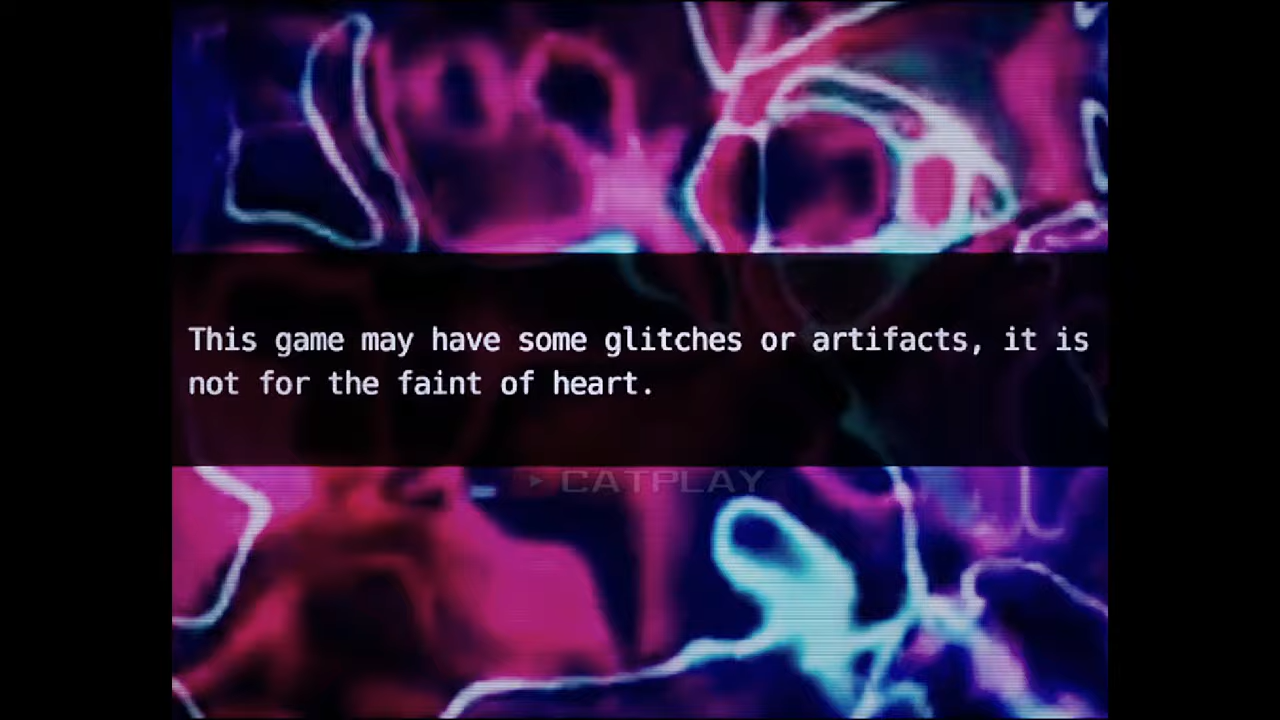 This game may have some glitches or artifacts, it is
not for the faint of heart.
CATPLAY